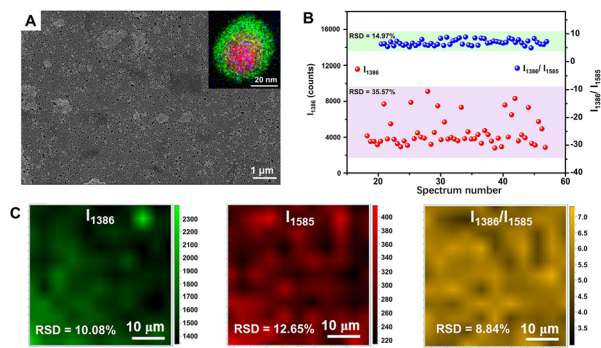 A
20 nm
1 μm
B
I1386 (counts)
16000
12000
8000
4000
0
RSD = 14.97%
I1386
I1386/ I1585
RSD = 35.57%
10
0
-10
-20
-30
-40
I1386/ I1585
20
30
40
50
60
Spectrum number
C
I1386
RSD = 10.08%
10 μm
2300
2200
2100
2000
1900
1800
1700
1600
1500
1400
I1585
RSD = 12.65%
10 μm
400
380
360
340
320
300
280
260
240
220
I1386/I1585
RSD = 8.84%
10 μm
7.0
6.5
6.0
5.5
5.0
4.5
4.0
3.5